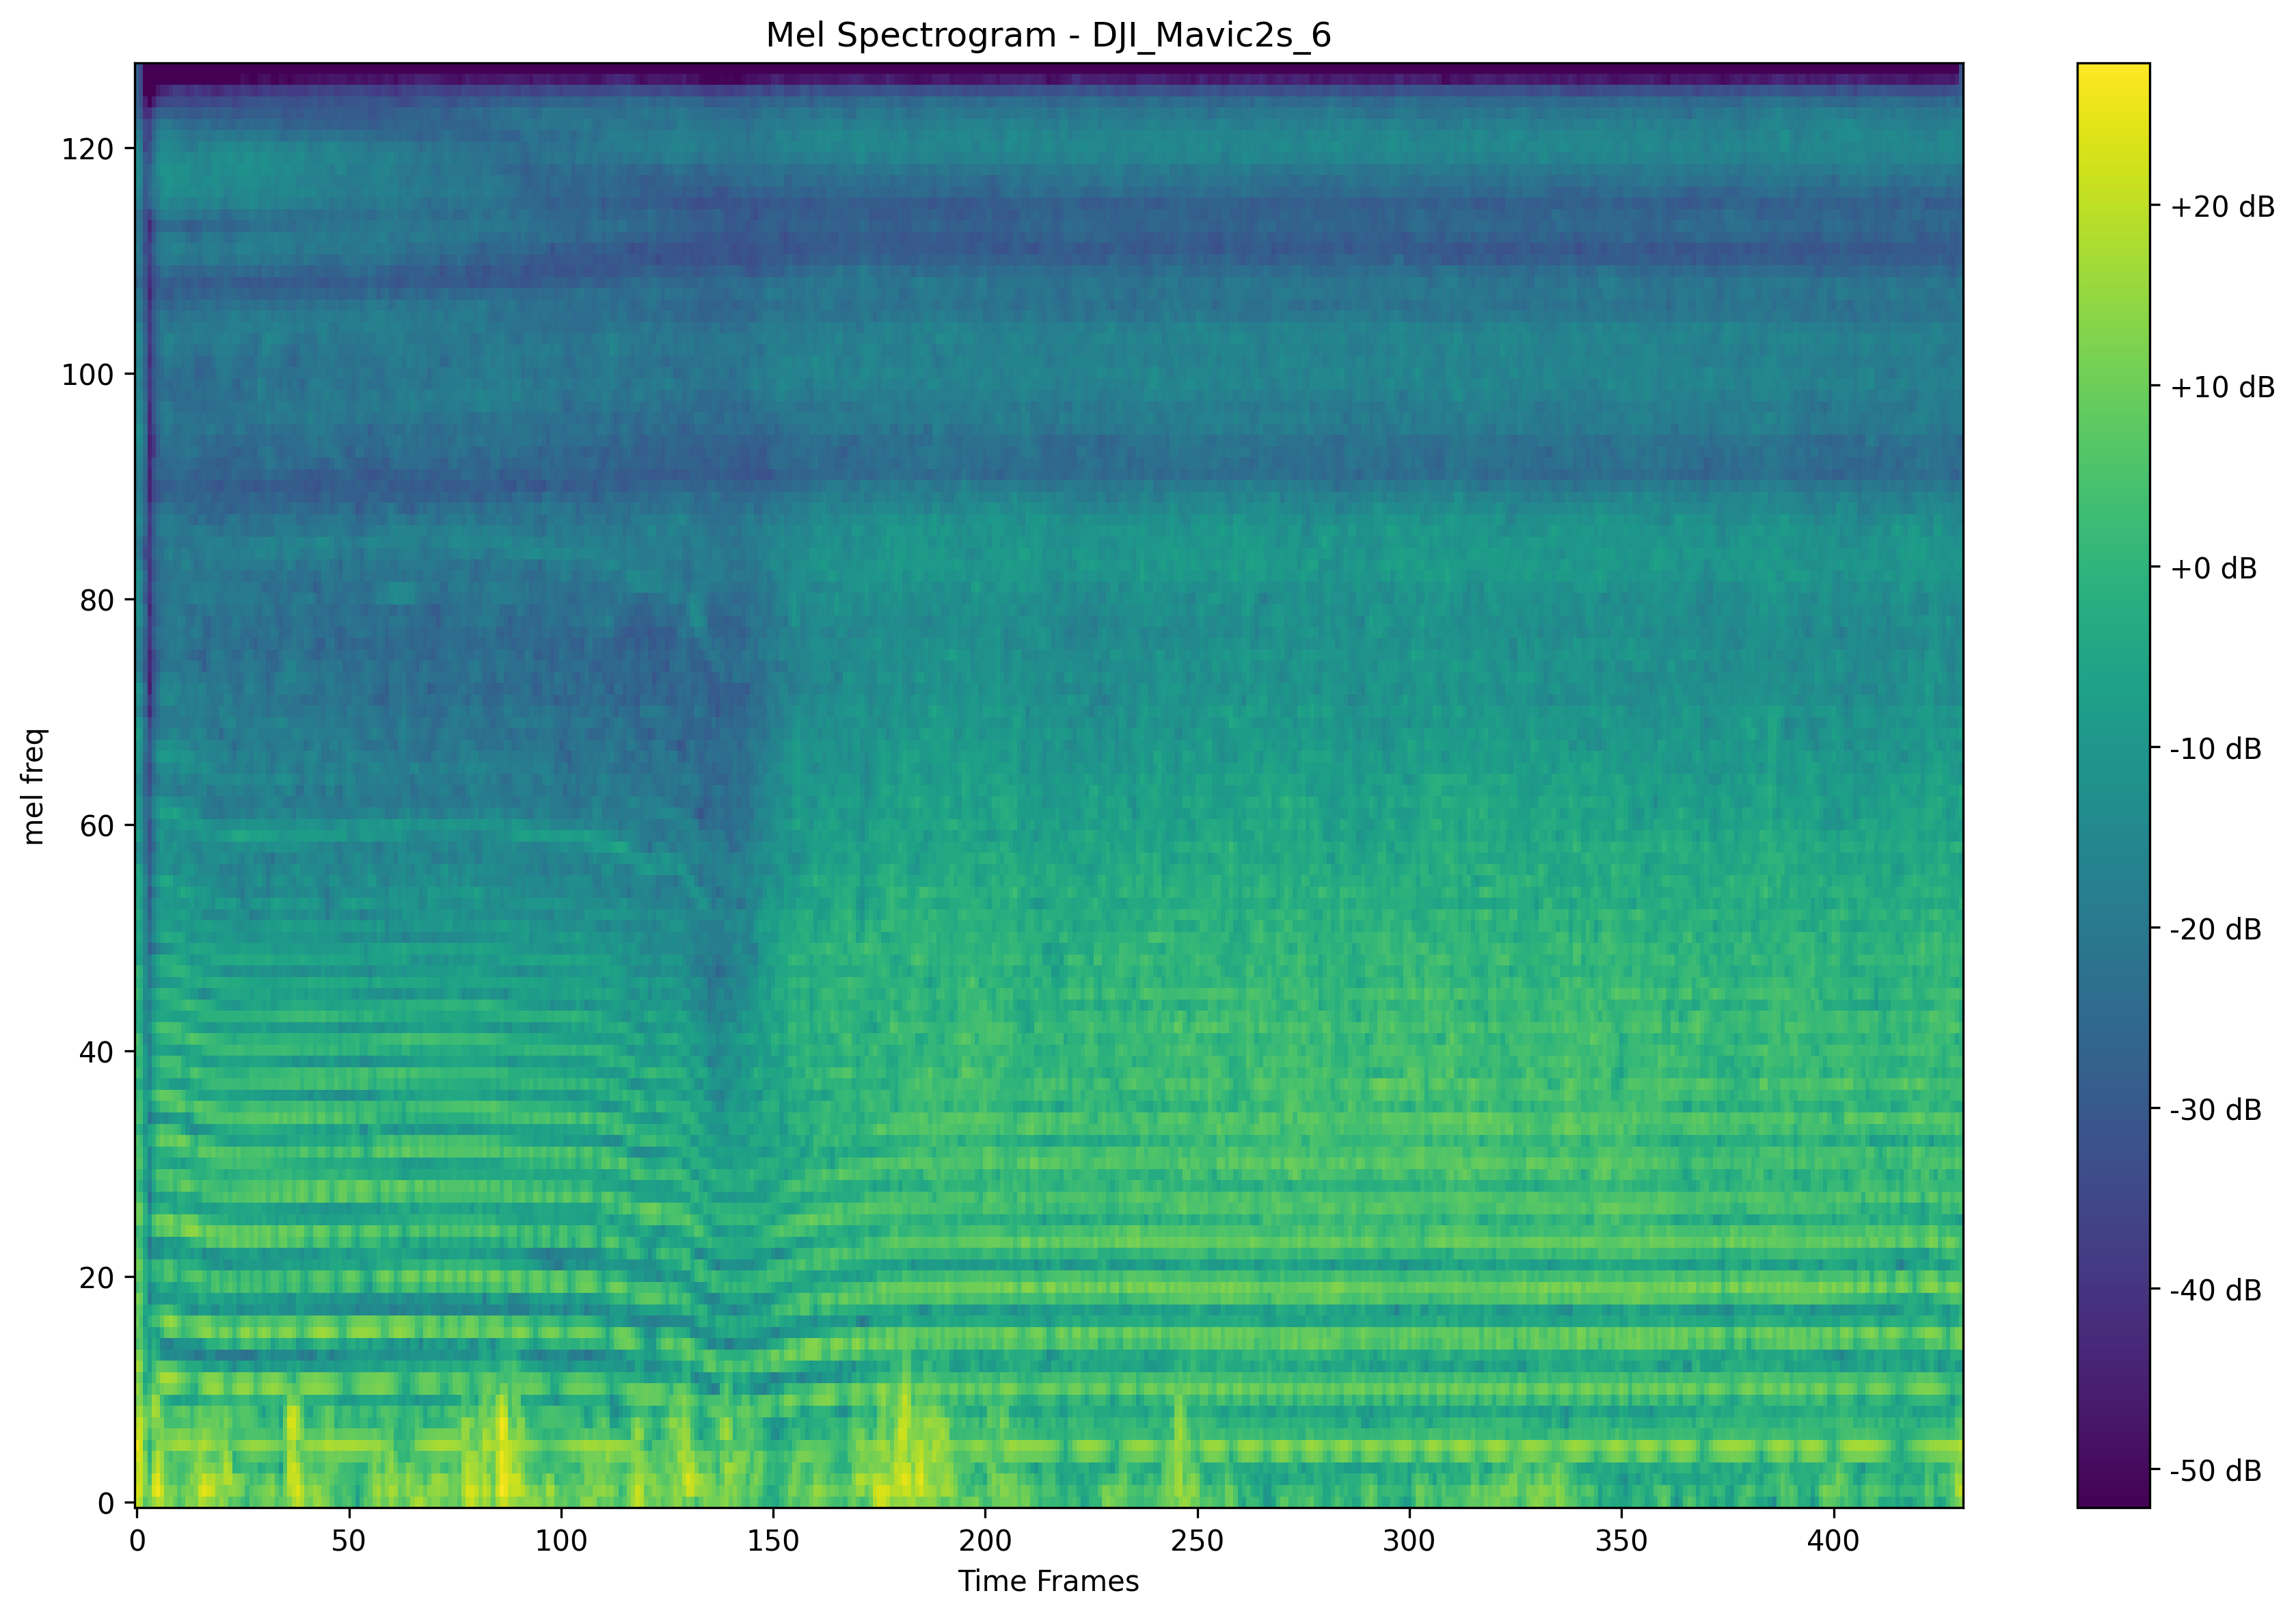 Mel Spectrogram - DJI_Mavic2s_6
mel freq
120
100
80
60
40
20
0
0 50 100 150 200 250 300 350 400
Time Frames
+20 dB
+10 dB
+0 dB
-10 dB
-20 dB
-30 dB
-40 dB
-50 dB